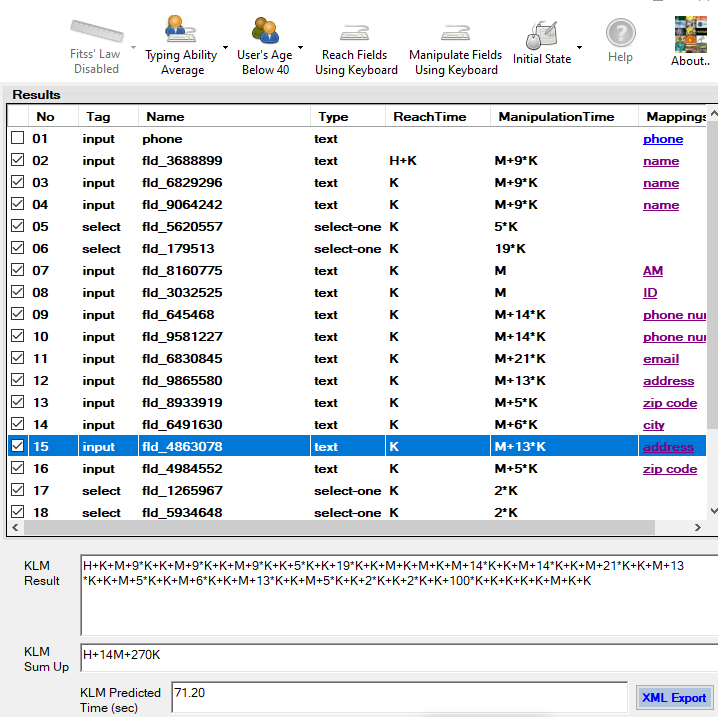 Fitss' Law Typing Ability User's Age Reach Fields Manipulate Fields Initial State Help About..
Disabled Average Below 40 Using Keyboard Using Keyboard
Results
No Tag Name Type ReachTime ManipulationTime Mappings
01 input phone text phone
02 input fld_3688899 text H+K M+9*K name
03 input fld_6829296 text K M+9*K name
04 input fld_9064242 text K M+9*K name
05 select fld_5620557 select-one K 5*K
06 select fld_179513 select-one K 19*K
07 input fld_8160775 text K M AM
08 input fld_3032525 text K M ID
09 input fld_645468 text K M+14*K phone nur
10 input fld_9581227 text K M+14*K phone nur
11 input fld_6830845 text K M+21*K email
12 input fld_9865580 text K M+13*K address
13 input fld_8933919 text K M+5*K zip code
14 input fld_6491630 text K M+6*K city
15 input fld_4863078 text K M+13*K address
16 input fld_4984552 text K M+5*K zip code
17 select fld_1265967 select-one K 2*K
18 select fld_5934648 select-one K 2*K
KLM Result
H+K+M+9*K+K+M+9*K+K+M+9*K+K+5*K+K+19*K+K+M+K+M+K+M+14*K+K+M+14*K+K+M+21*K+K+M+13
*K+K+M+5*K+K+M+6*K+K+M+13*K+K+M+5*K+K+2*K+K+2*K+K+100*K+K+K+K+K+M+K+K
KLM Sum Up
H+14M+270K
KLM Predicted Time (sec)
71.20
XML Export